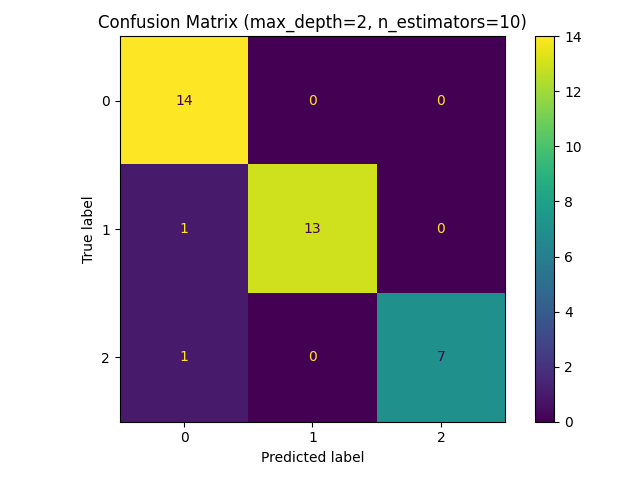 Confusion Matrix (max_depth=2, n_estimators=10)
14
12
10
8
6
4
2
0
True label
0
1
2
14 0 0
1 13 0
1 0 7
0 1 2
Predicted label